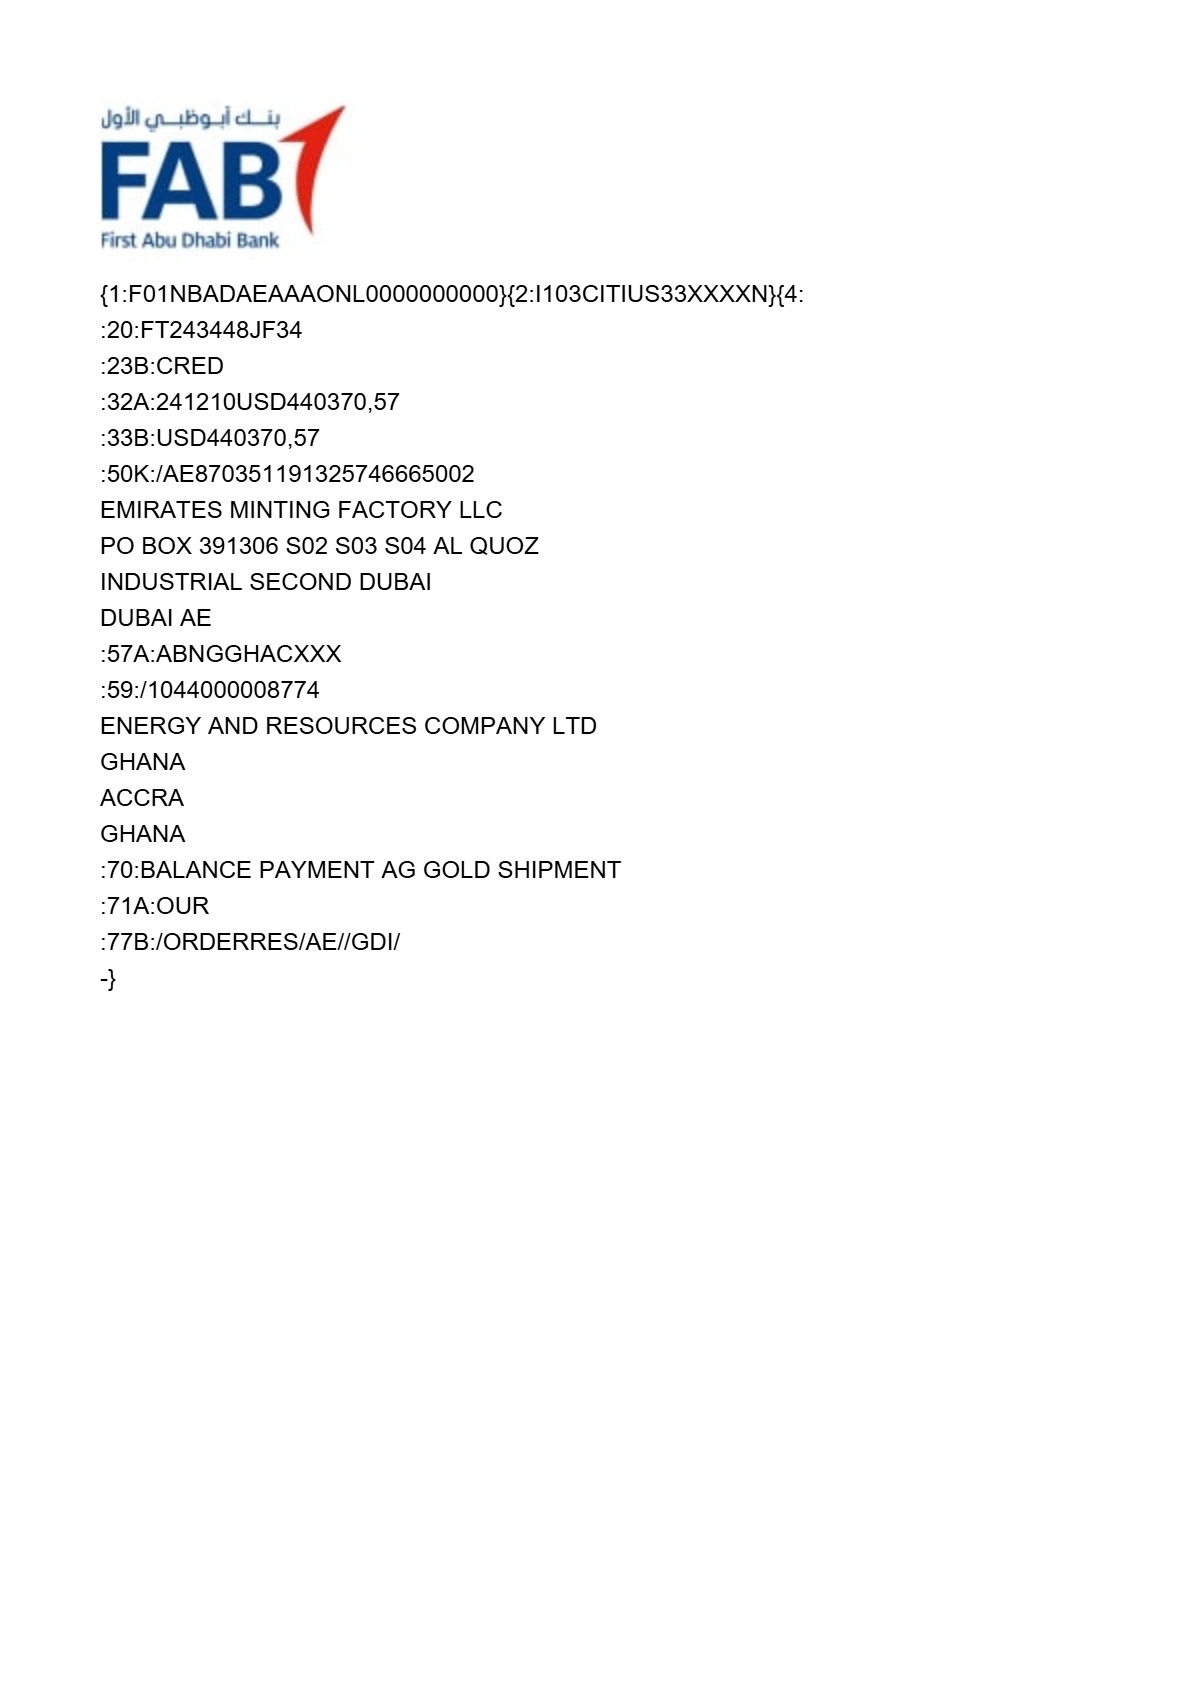 بنك أبوظبي الأول
FAB
First Abu Dhabi Bank
{1:F01NBADAEAAAONL0000000000}{2:I103CITIUS33XXXXN}{4:
:20:FT243448JF34
:23B:CRED
:32A:241210USD440370,57
:33B:USD440370,57
:50K:/AE870351191325746665002
EMIRATES MINTING FACTORY LLC
PO BOX 391306 S02 S03 S04 AL QUOZ
INDUSTRIAL SECOND DUBAI
DUBAI AE
:57A:ABNGGHACXXX
:59:/1044000008774
ENERGY AND RESOURCES COMPANY LTD
GHANA
ACCRA
GHANA
:70:BALANCE PAYMENT AG GOLD SHIPMENT
:71A:OUR
:77B:/ORDERRES/AE//GDI/
-}